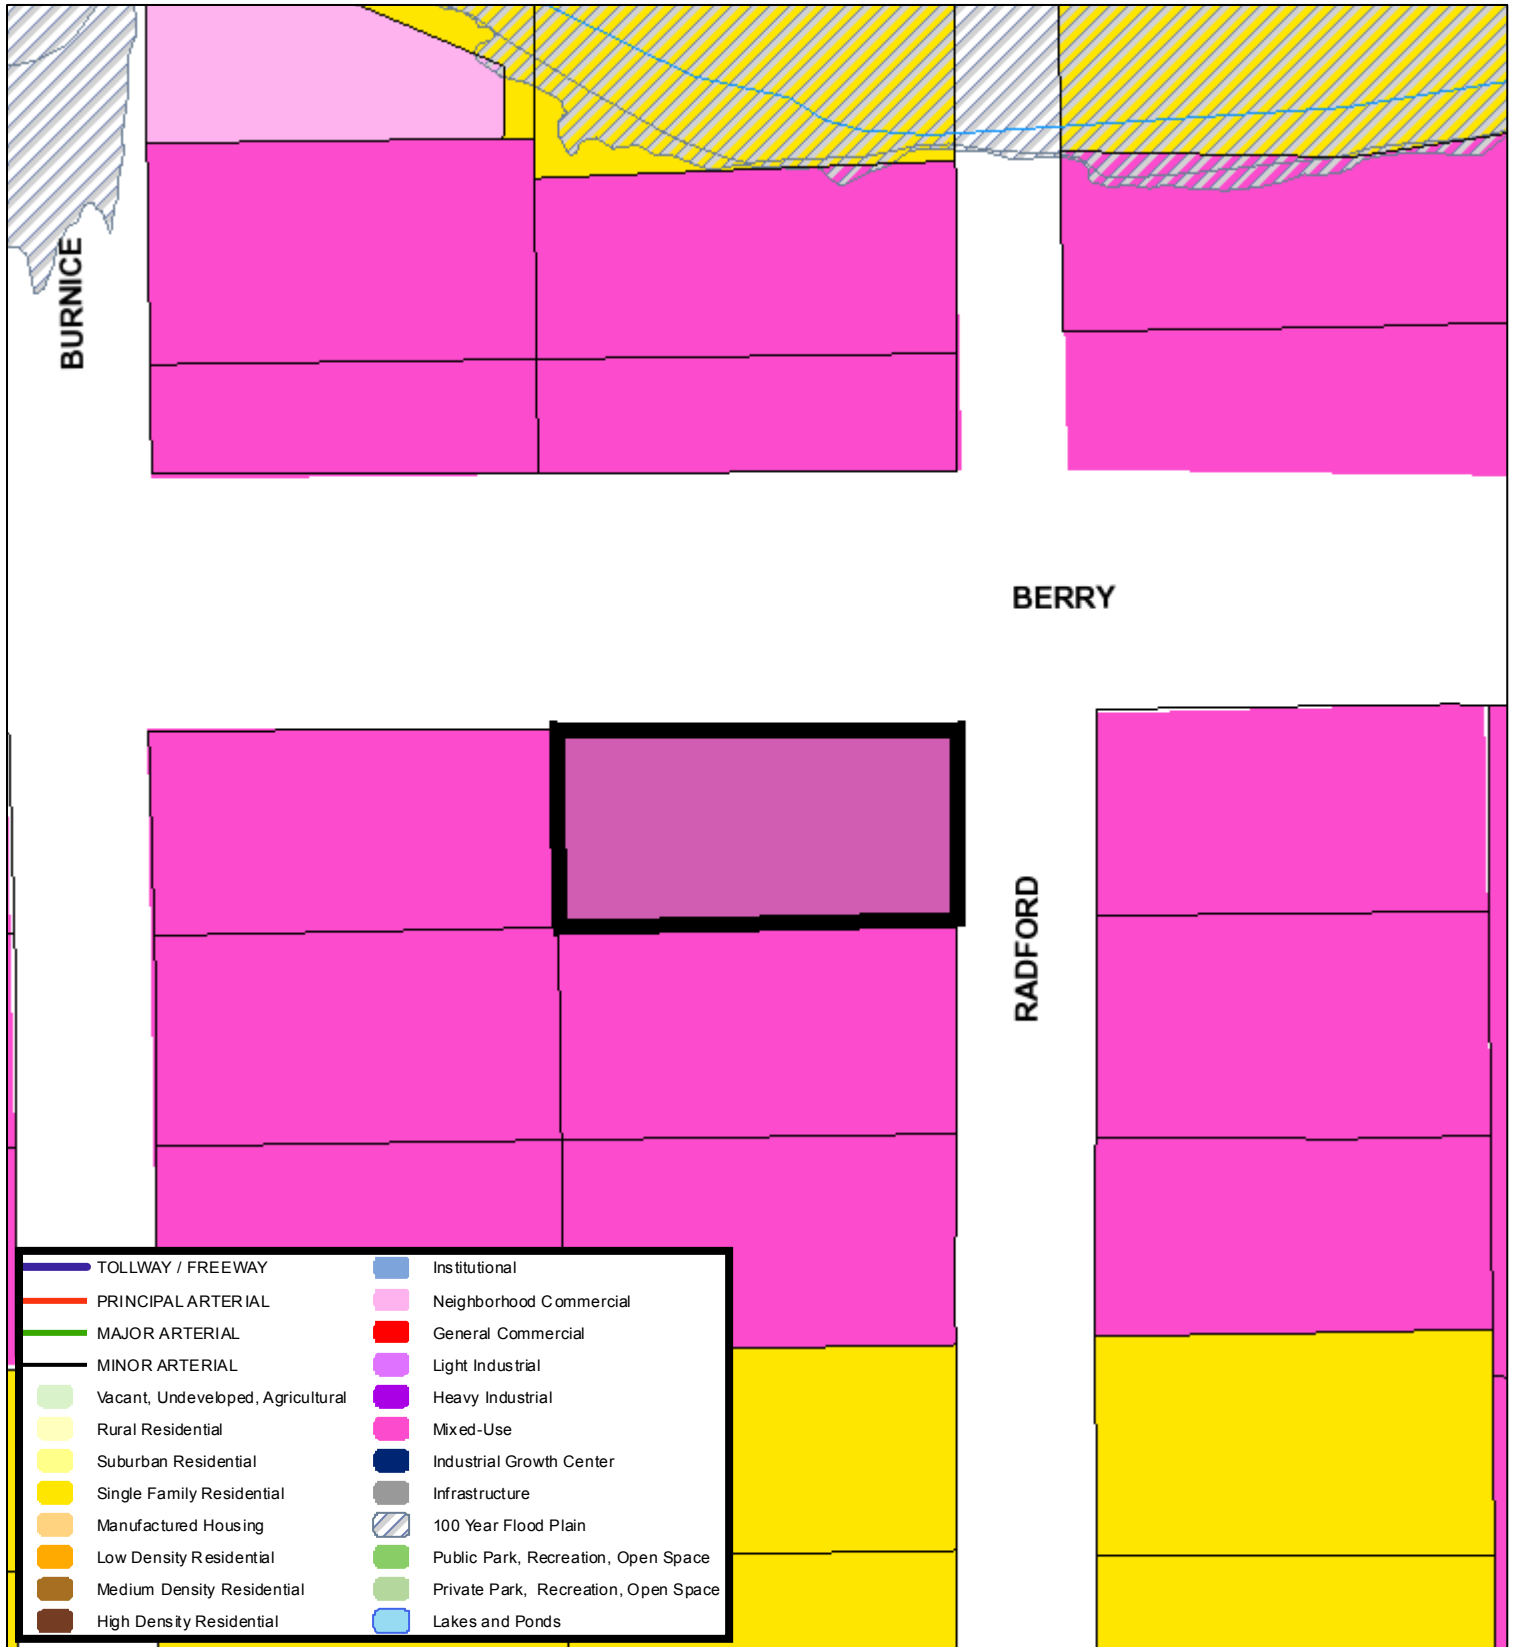 BURNICE
BERRY
RADFORD
TOLLWAY / FREEWAY
PRINCIPAL ARTERIAL
MAJOR ARTERIAL
MINOR ARTERIAL
Vacant, Undeveloped, Agricultural
Rural Residential
Suburban Residential
Single Family Residential
Manufactured Housing
Low Density Residential
Medium Density Residential
High Density Residential
Institutional
Neighborhood Commercial
General Commercial
Light Industrial
Heavy Industrial
Mixed-Use
Industrial Growth Center
Infrastructure
100 Year Flood Plain
Public Park, Recreation, Open Space
Private Park, Recreation, Open Space
Lakes and Ponds